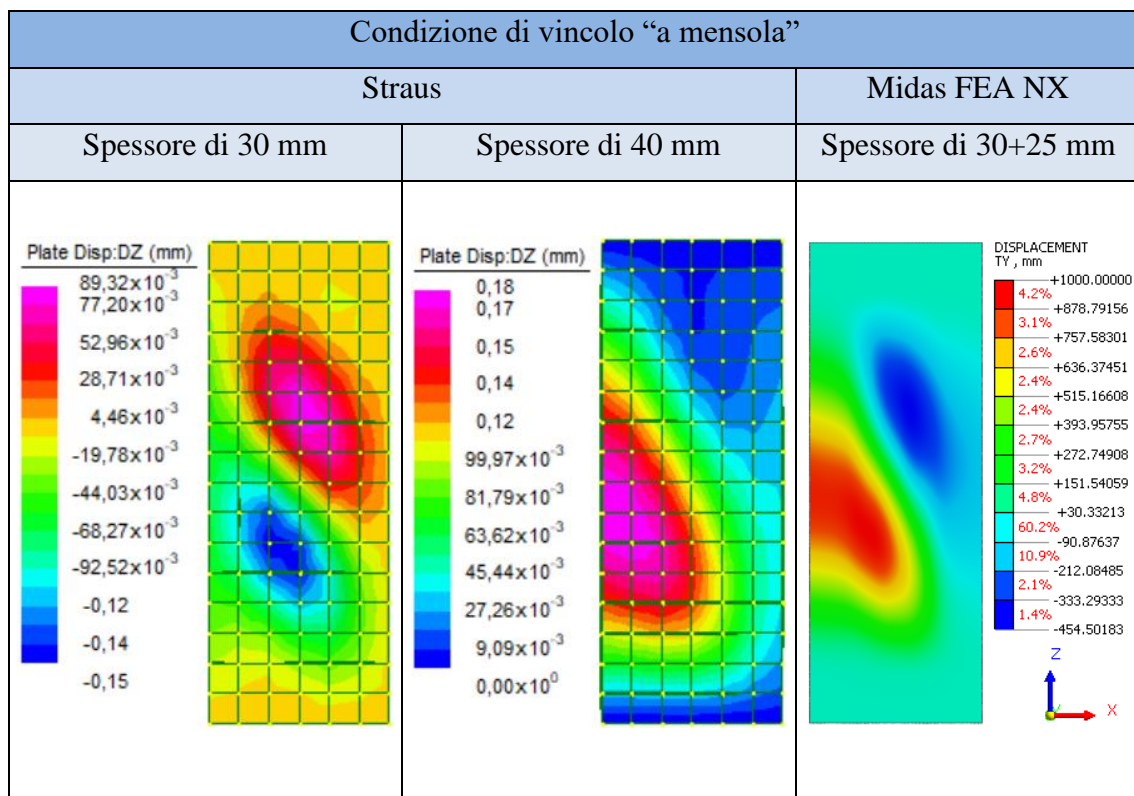 Condizione di vincolo “a mensola”
Straus
Midas FEA NX
Spessore di 30 mm
Spessore di 40 mm
Spessore di 30+25 mm
Plate Disp:DZ (mm)
89,32x10⁻³
77,20x10⁻³
52,96x10⁻³
28,71x10⁻³
4,46x10⁻³
-19,78x10⁻³
-44,03x10⁻³
-68,27x10⁻³
-92,52x10⁻³
-0,12
-0,14
-0,15
Plate Disp:DZ (mm)
0,18
0,17
0,15
0,14
0,12
99,97x10⁻³
81,79x10⁻³
63,62x10⁻³
45,44x10⁻³
27,26x10⁻³
9,09x10⁻³
0,00x10⁰
DISPLACEMENT
TY , mm
+1000.00000
4.2%
+878.79156
3.1%
+757.58301
2.6%
+636.37451
2.4%
+515.16608
2.4%
+393.95755
2.7%
+272.74908
3.2%
+151.54059
4.8%
+30.33213
60.2%
-90.87637
10.9%
-212.08485
2.1%
-333.29333
1.4%
-454.50183
Z
Y
X